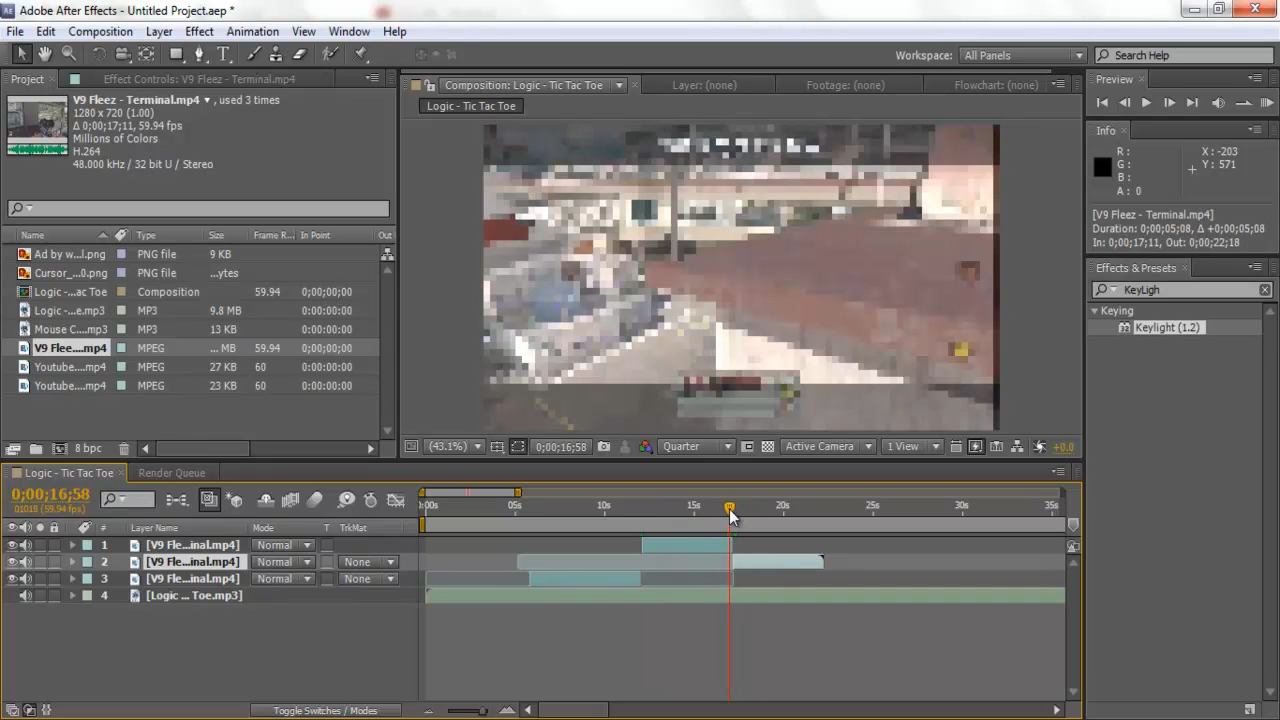 Adobe After Effects - Untitled Project.aep *
File Edit Composition Layer Effect Animation View Window Help
Workspace: All Panels Search Help
Project Effect Controls: V9 Fleez - Terminal.mp4
V9 Fleez - Terminal.mp4 , used 3 times
1280 x 720 (1.00)
Δ 0;00;17;11, 59.94 fps
Millions of Colors
H.264
48.000 kHz / 32 bit U / Stereo
Name Type Size Frame R... In Point Out
Ad by w...l.png PNG file 9 KB
Cursor_...0.png PNG file ...ytes
Logic -...ac Toe Composition 59.94 0;00;00;00
Logic -...e.mp3 MP3 9.8 MB
Mouse C....mp3 MP3 13 KB
V9 Flee....mp4 MPEG ... MB 59.94 0;00;00;00
Youtube....mp4 MPEG 27 KB 60 0:00:00:00
Youtube....mp4 MPEG 23 KB 60 0:00:00:00
8 bpc
Composition: Logic - Tic Tac Toe Layer: (none) Footage: (none) Flowchart: (none)
Logic - Tic Tac Toe
(43.1%) 0;00;16;58 Quarter Active Camera 1 View +0.0
Preview
Info
R :
G :
B :
A : 0
X : -203
Y : 571
[V9 Fleez - Terminal.mp4]
Duration: 0;00;05;08, Δ +0;00;05;08
In: 0;00;17;11, Out: 0;00;22;18
Effects & Presets
KeyLigh
Keying
Keylight (1.2)
Logic - Tic Tac Toe Render Queue
0;00;16;58
01018 (59.94 fps)
:00s 05s 10s 15s 20s 25s 30s 35s
# Layer Name Mode T TrkMat
1 [V9 Fle...inal.mp4] Normal
2 [V9 Fle...inal.mp4] Normal None
3 [V9 Fle...inal.mp4] Normal None
4 [Logic ... Toe.mp3]
Toggle Switches / Modes